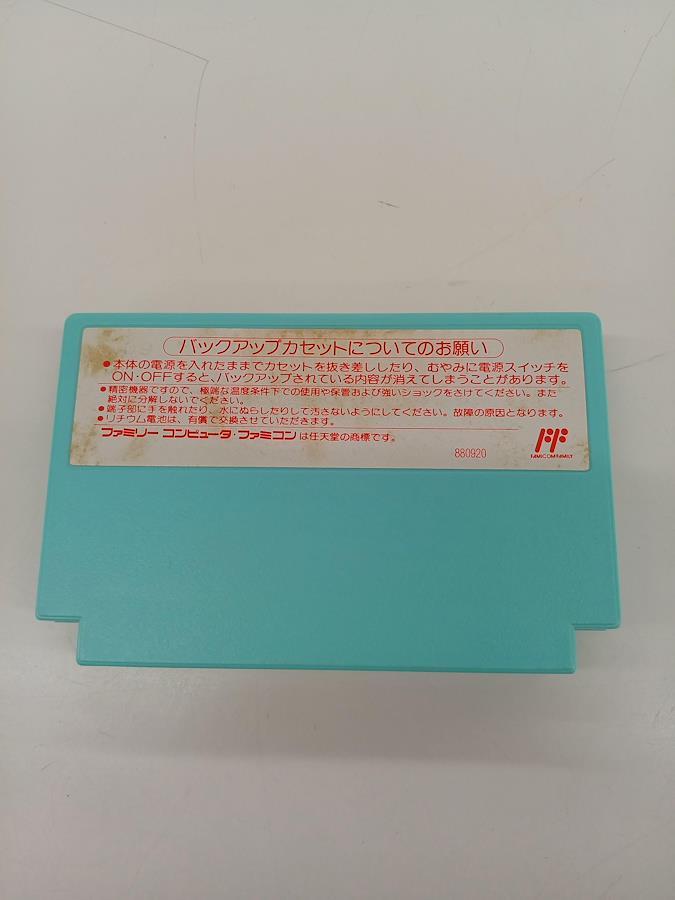 バックアップカセットについてのお願い
●本体の電源を入れたままでカセットを抜き差ししたり、むやみに電源スイッチを
ON・OFFすると、バックアップされている内容が消えてしまうことがあります。
●精密機器ですので、極端な温度条件下での使用や保管および強いショックをさけてください。また
絶対に分解しないでください。
●端子部に手を触れたり、水にぬらしたりして汚さないようにしてください。故障の原因となります。
●リチウム電池は、有償で交換させていただきます。
ファミリー コンピュータ・ファミコン は任天堂の商標です。
880920
FAMICOM FAMILY